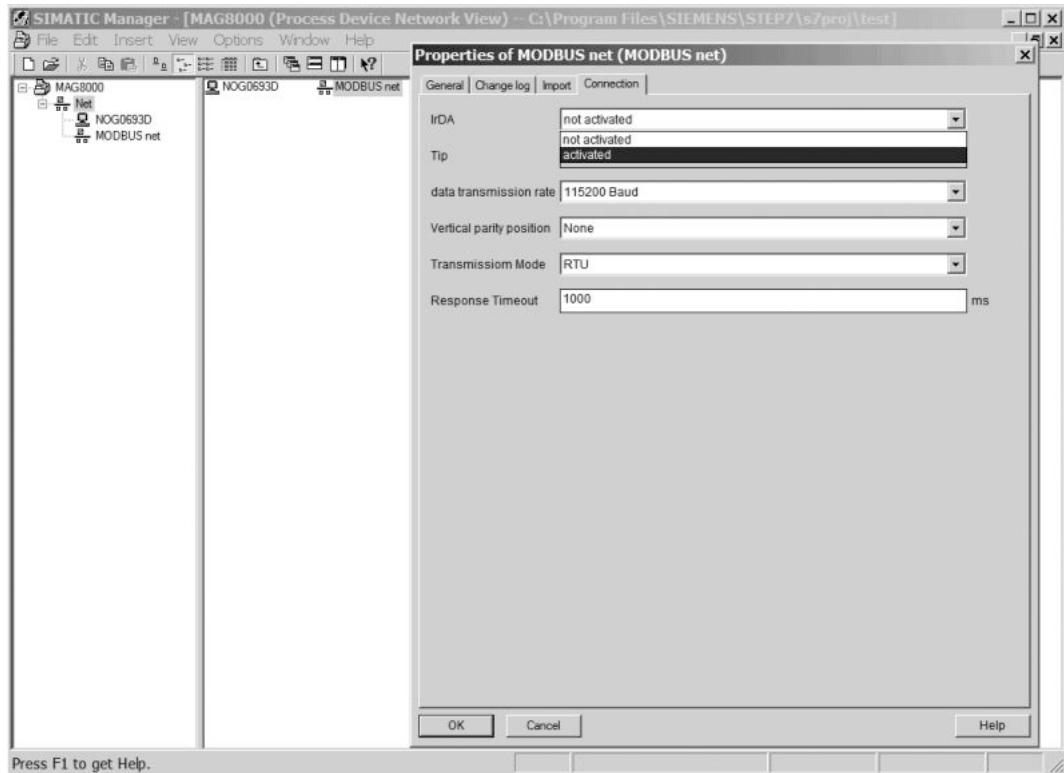 SIMATIC Manager - [MAG8000 (Process Device Network View) -- C:\Program Files\SIEMENS\STEP7\s7proj\test]
File Edit Insert View Options Window Help
MAG8000
Net
NOG0693D
MODBUS net
NOG0693D MODBUS net
Properties of MODBUS net (MODBUS net)
General Change log Import Connection
IrDA not activated
not activated
Tip activated
data transmission rate 115200 Baud
Vertical parity position None
Transmissiom Mode RTU
Response Timeout 1000 ms
OK Cancel Help
Press F1 to get Help.